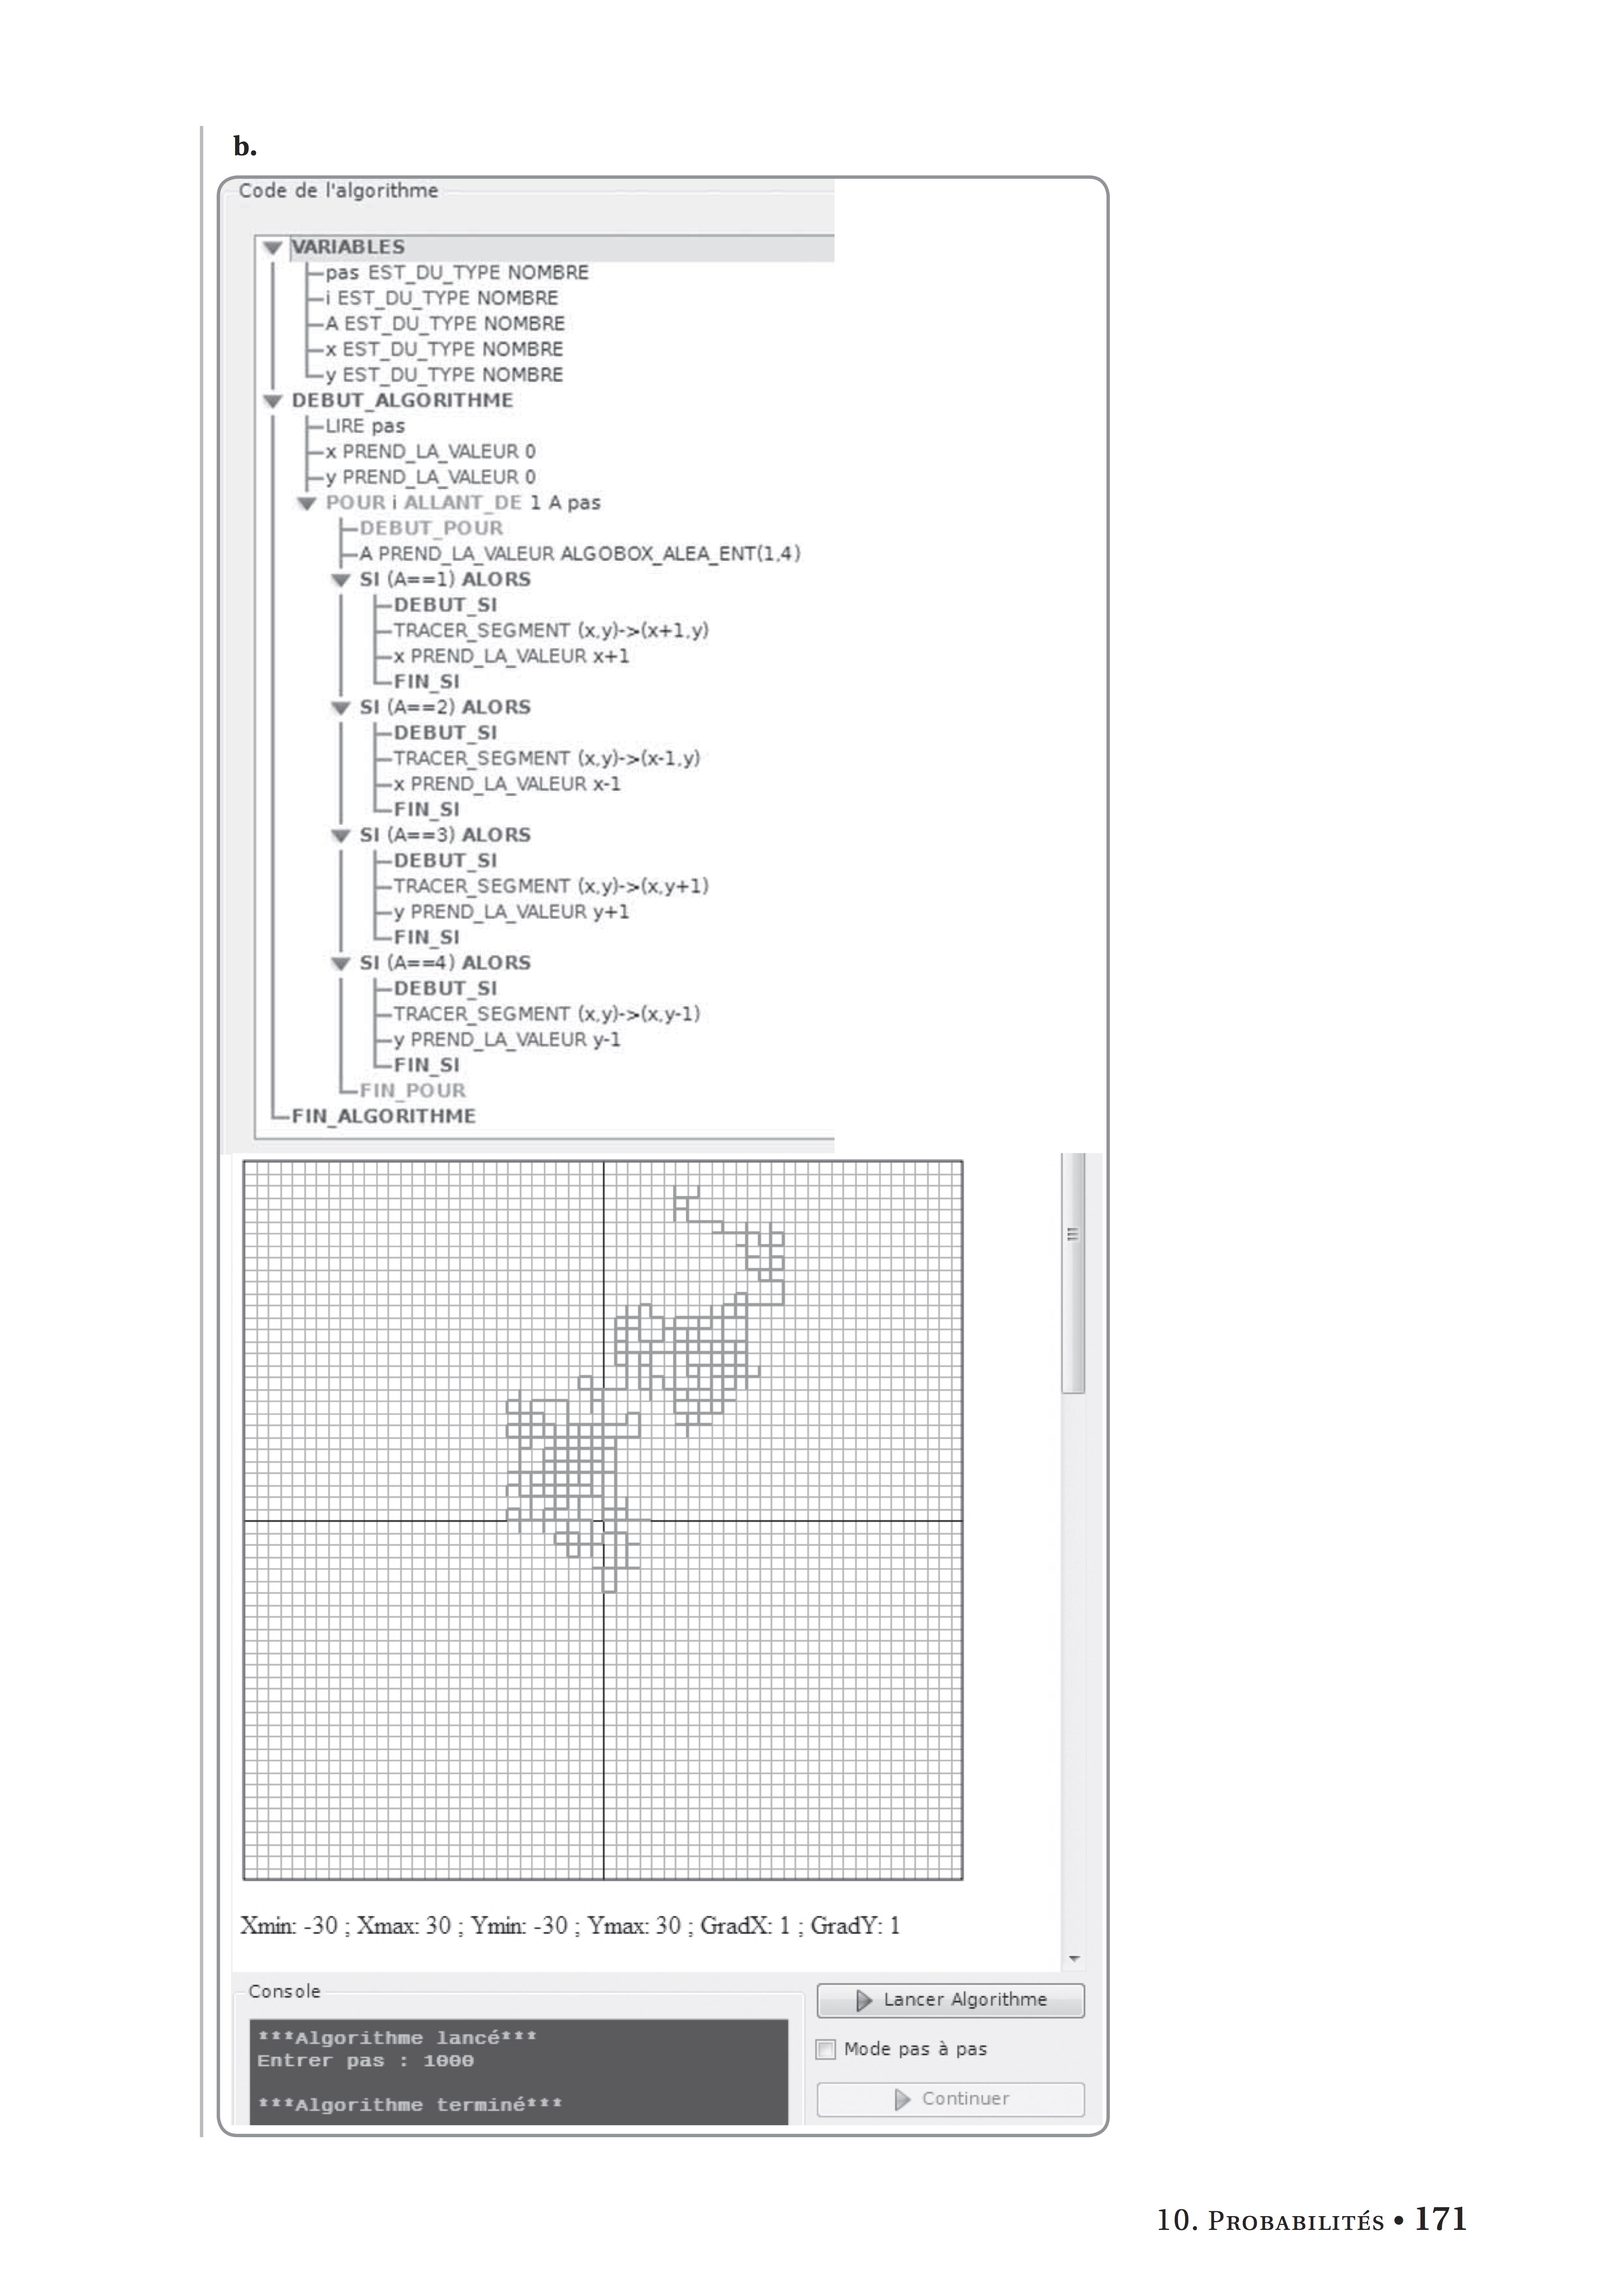 b.
Code de l'algorithme
VARIABLES
pas EST_DU_TYPE NOMBRE
i EST_DU_TYPE NOMBRE
A EST_DU_TYPE NOMBRE
x EST_DU_TYPE NOMBRE
y EST_DU_TYPE NOMBRE
DEBUT_ALGORITHME
LIRE pas
x PREND_LA_VALEUR 0
y PREND_LA_VALEUR 0
POUR i ALLANT_DE 1 A pas
DEBUT_POUR
A PREND_LA_VALEUR ALGOBOX_ALEA_ENT(1,4)
SI (A==1) ALORS
DEBUT_SI
TRACER_SEGMENT (x,y)->(x+1,y)
x PREND_LA_VALEUR x+1
FIN_SI
SI (A==2) ALORS
DEBUT_SI
TRACER_SEGMENT (x,y)->(x-1,y)
x PREND_LA_VALEUR x-1
FIN_SI
SI (A==3) ALORS
DEBUT_SI
TRACER_SEGMENT (x,y)->(x,y+1)
y PREND_LA_VALEUR y+1
FIN_SI
SI (A==4) ALORS
DEBUT_SI
TRACER_SEGMENT (x,y)->(x,y-1)
y PREND_LA_VALEUR y-1
FIN_SI
FIN_POUR
FIN_ALGORITHME
Xmin: -30 ; Xmax: 30 ; Ymin: -30 ; Ymax: 30 ; GradX: 1 ; GradY: 1
Console
***Algorithme lancé***
Entrer pas : 1000
***Algorithme terminé***
Lancer Algorithme
Mode pas à pas
Continuer
10. Probabilités • 171